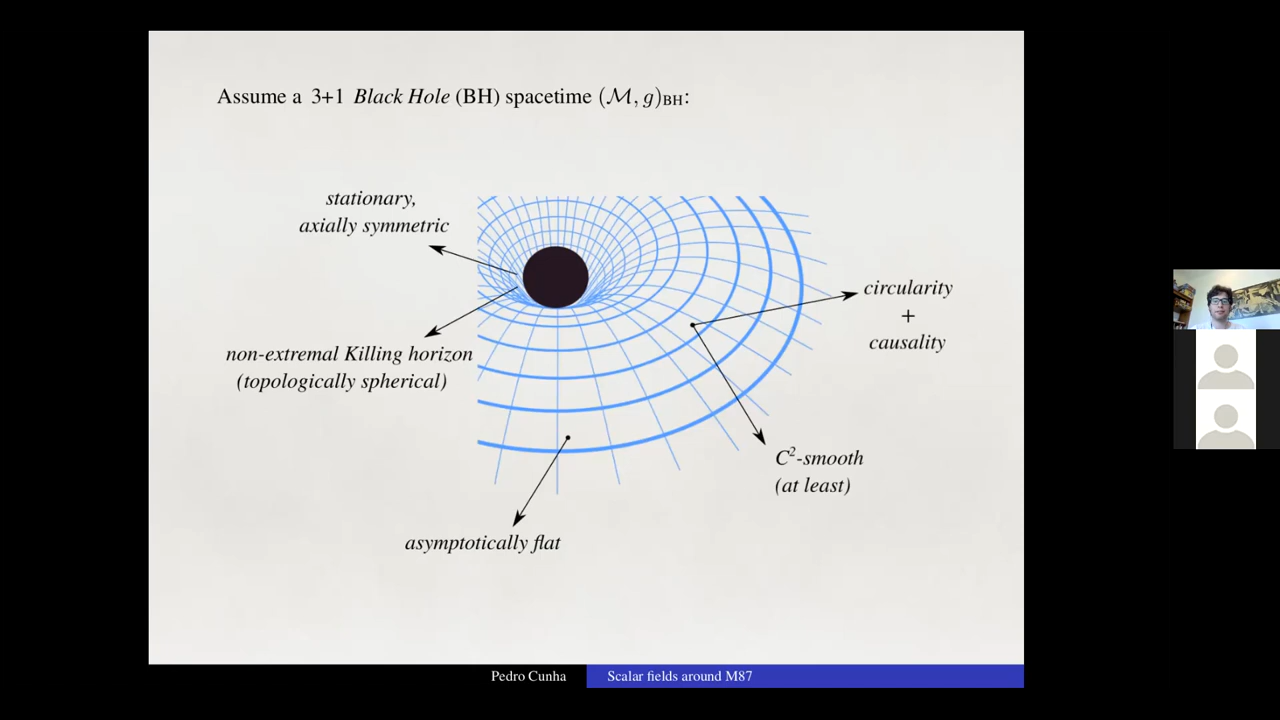 Assume a 3+1 Black Hole (BH) spacetime (ℳ, g)BH:
stationary,
axially symmetric
non-extremal Killing horizon
(topologically spherical)
circularity
+
causality
C²-smooth
(at least)
asymptotically flat
Pedro Cunha
Scalar fields around M87